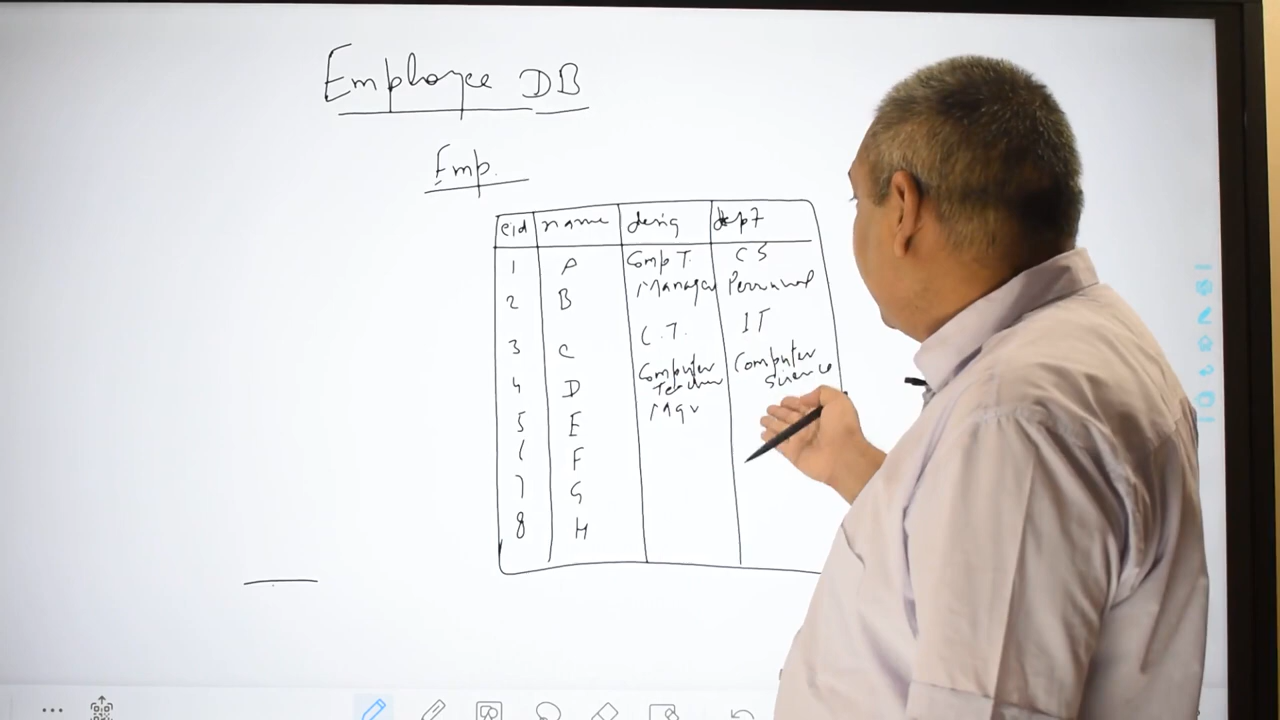 Employee DB
Emp.
eid name desig dept
1 A Comp T. CS
2 B Manager Personnel
3 C C.T. IT
4 D Computer Teacher Computer Science
5 E Mgr
6 F
7 G
8 H